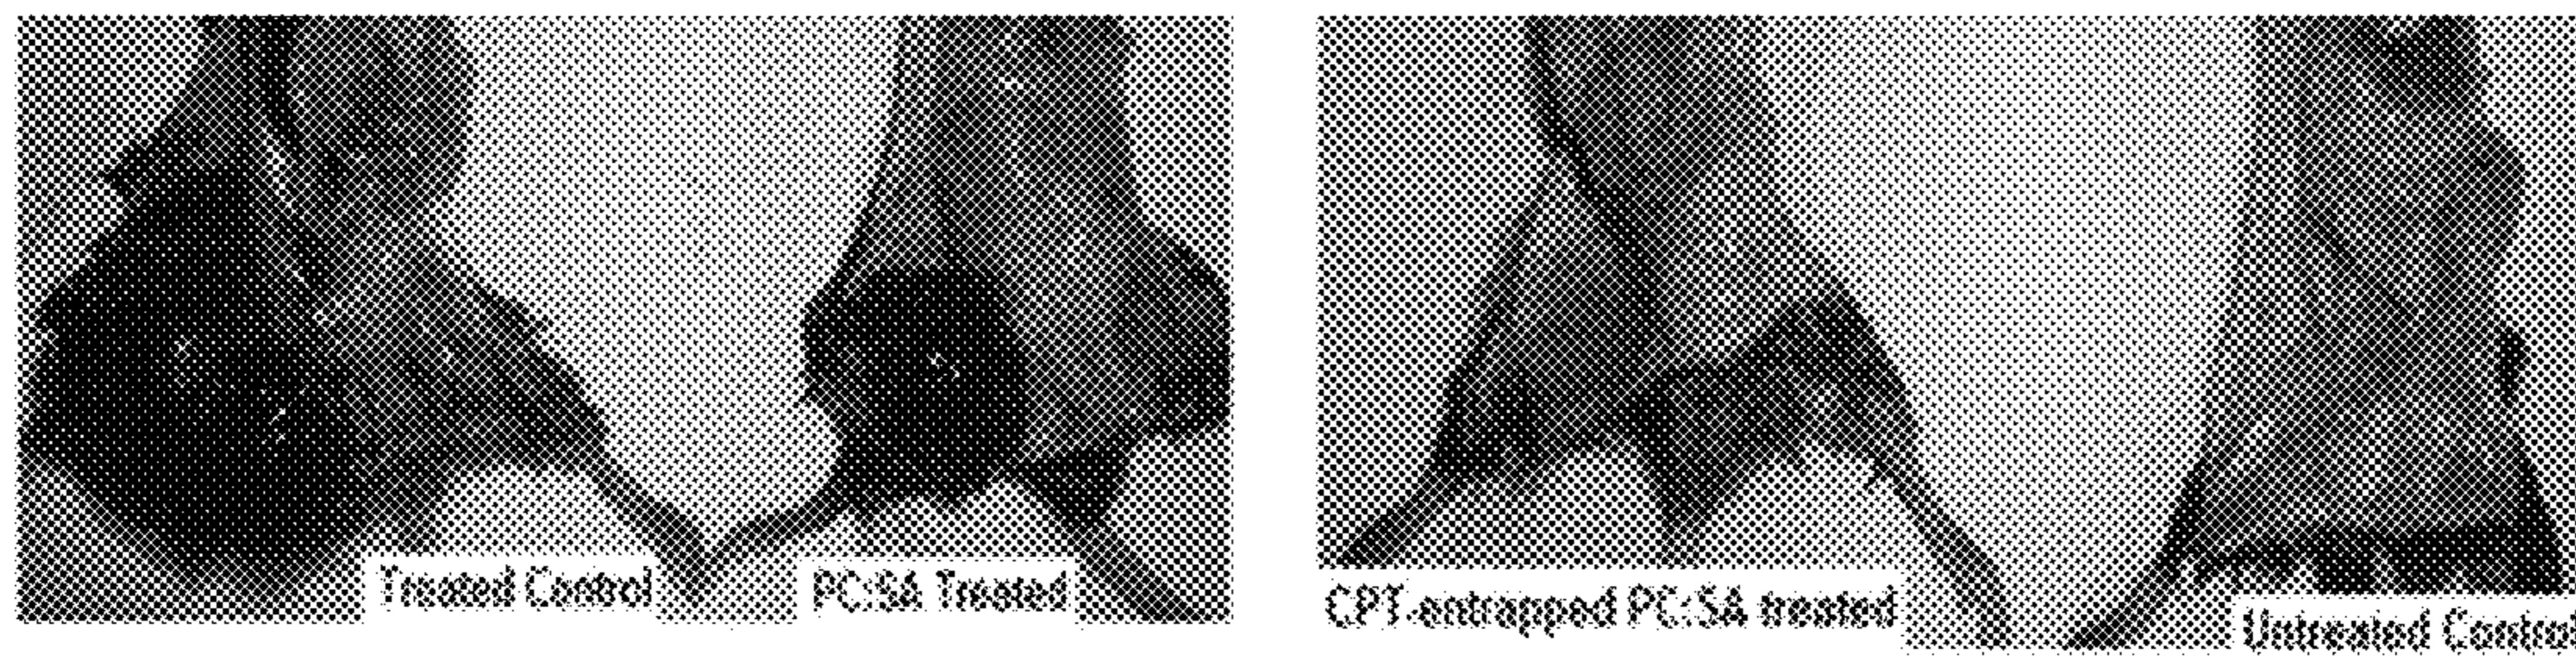 Treated Control
PC:SA Treated
CPT-entrapped PC:SA treated
Untreated Control